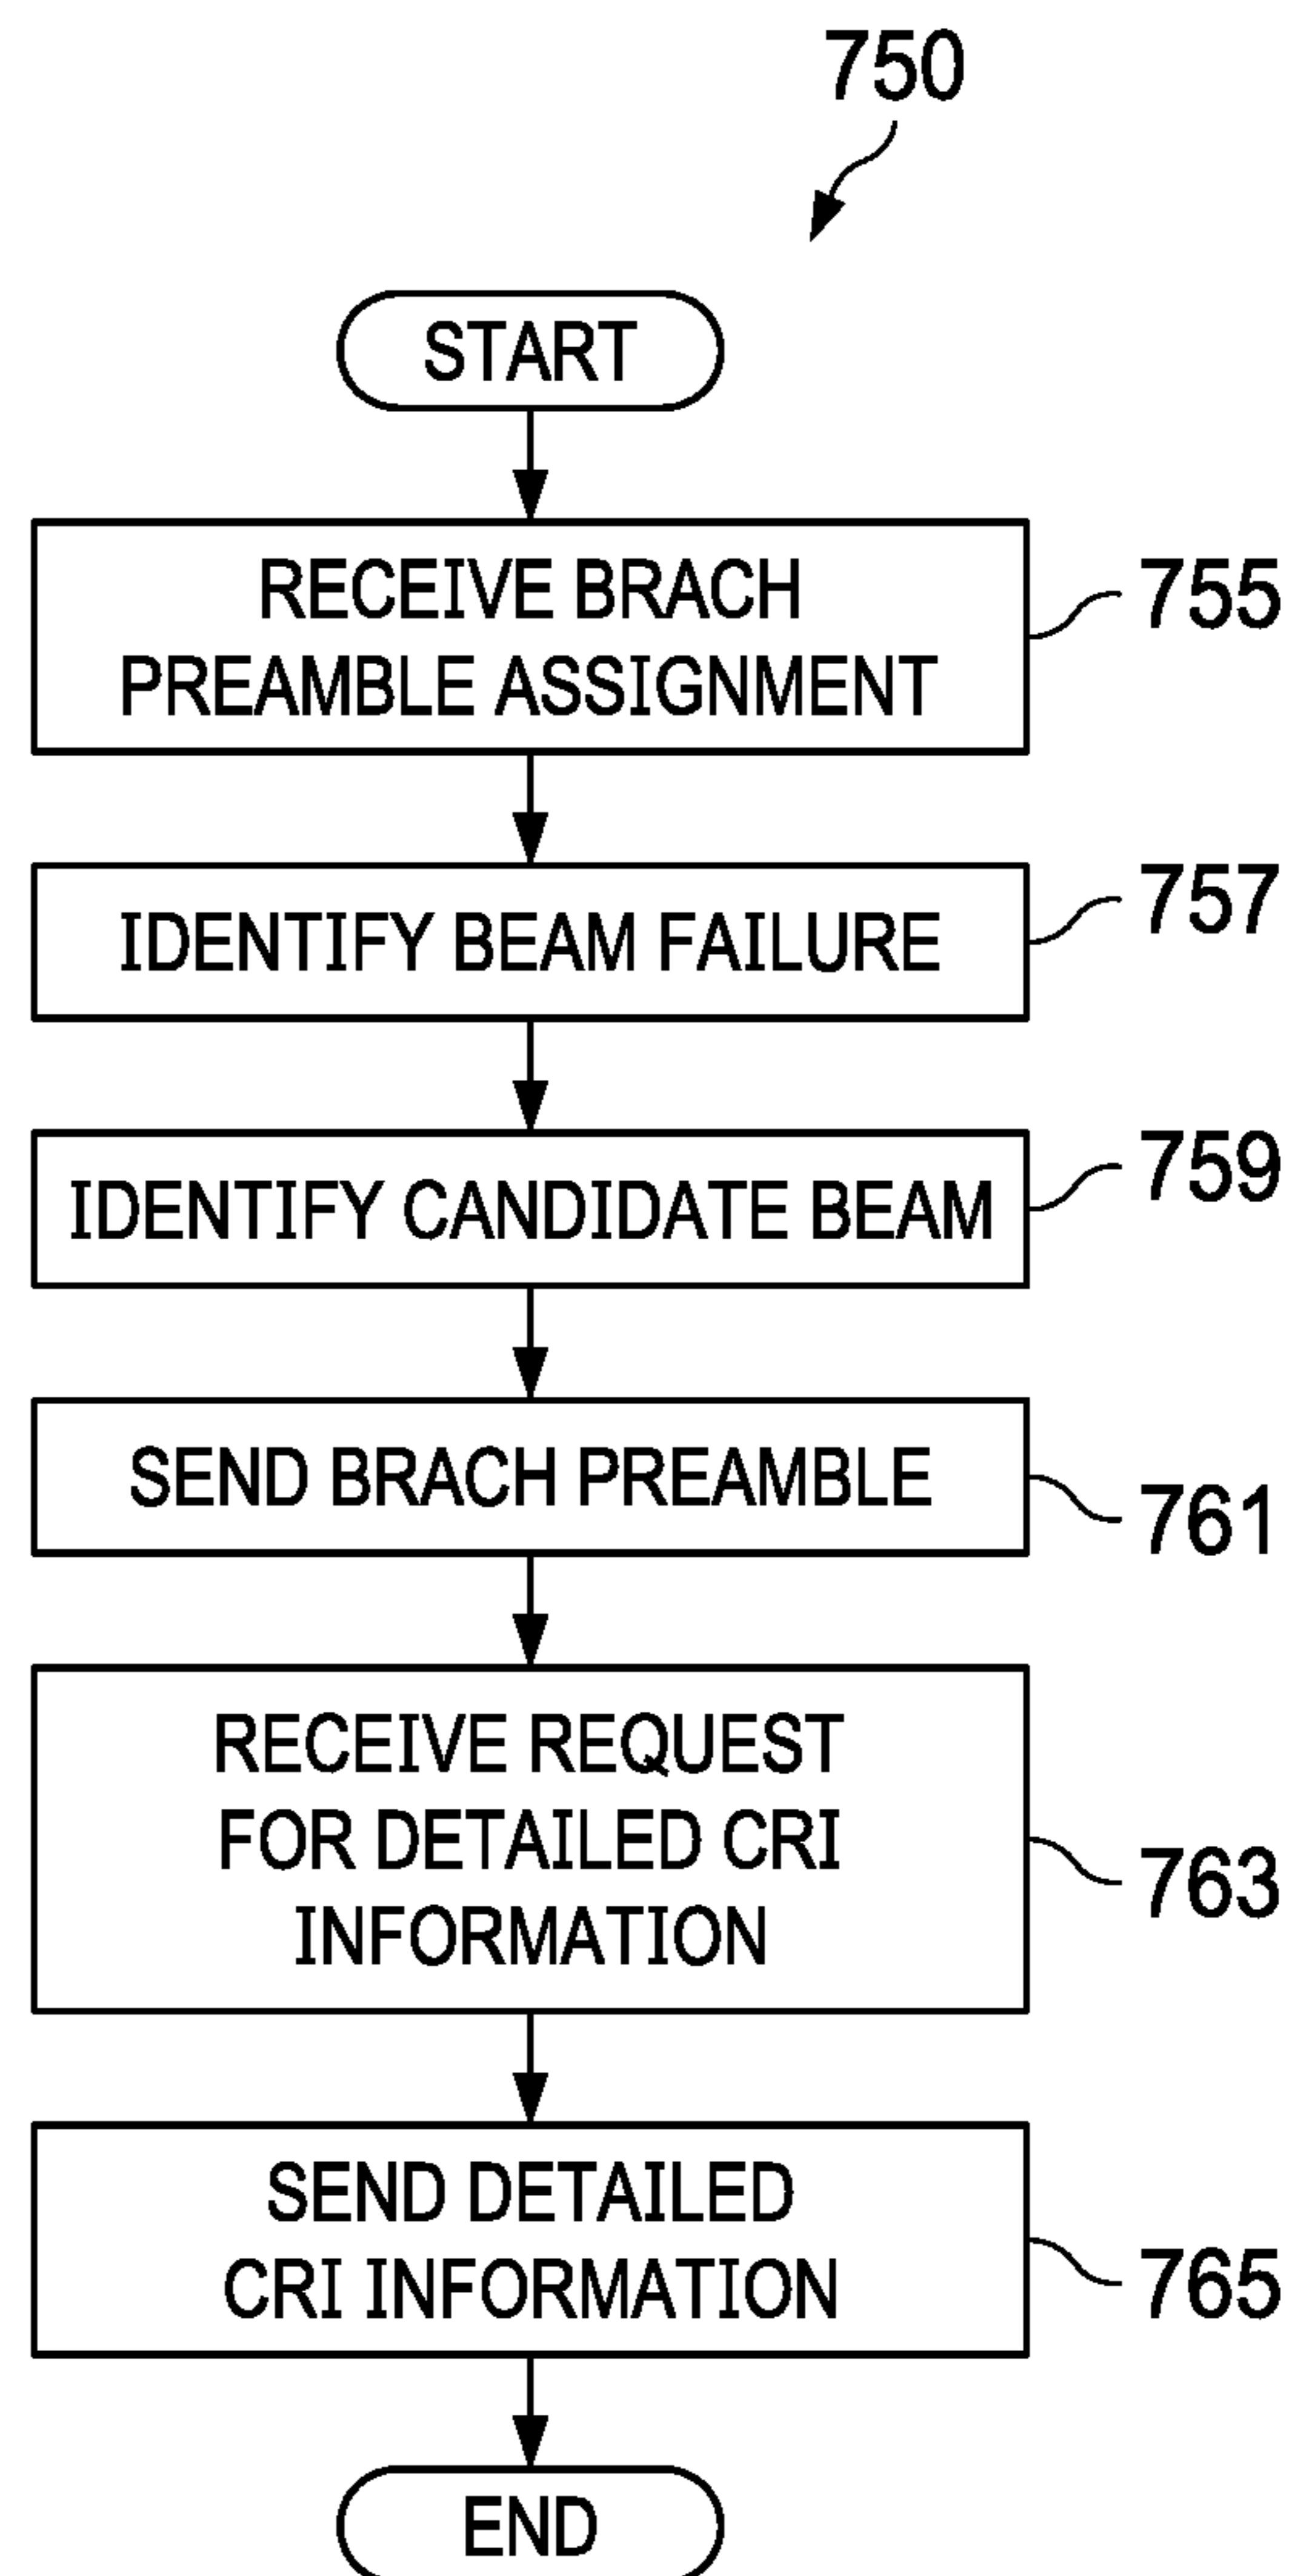 750
START
RECEIVE BRACH
PREAMBLE ASSIGNMENT
755
IDENTIFY BEAM FAILURE
757
IDENTIFY CANDIDATE BEAM
759
SEND BRACH PREAMBLE
761
RECEIVE REQUEST
FOR DETAILED CRI
INFORMATION
763
SEND DETAILED
CRI INFORMATION
765
END